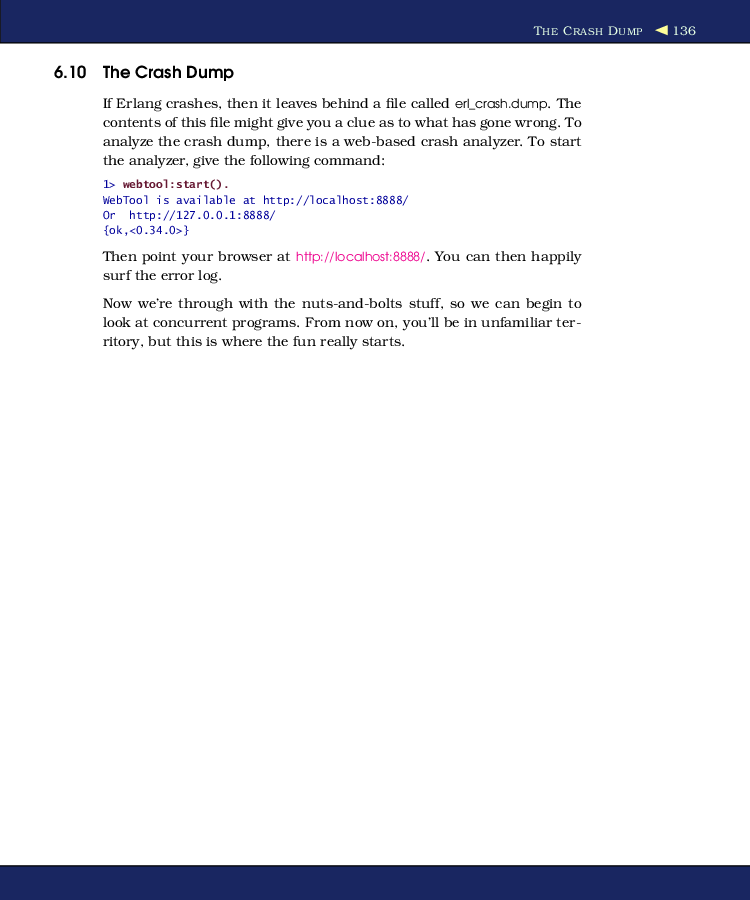 THE CRASH DUMP ◀ 136
6.10 The Crash Dump
If Erlang crashes, then it leaves behind a file called erl_crash.dump. The
contents of this file might give you a clue as to what has gone wrong. To
analyze the crash dump, there is a web-based crash analyzer. To start
the analyzer, give the following command:
1> webtool:start().
WebTool is available at http://localhost:8888/
Or  http://127.0.0.1:8888/
{ok,<0.34.0>}
Then point your browser at http://localhost:8888/. You can then happily
surf the error log.
Now we're through with the nuts-and-bolts stuff, so we can begin to
look at concurrent programs. From now on, you'll be in unfamiliar ter-
ritory, but this is where the fun really starts.